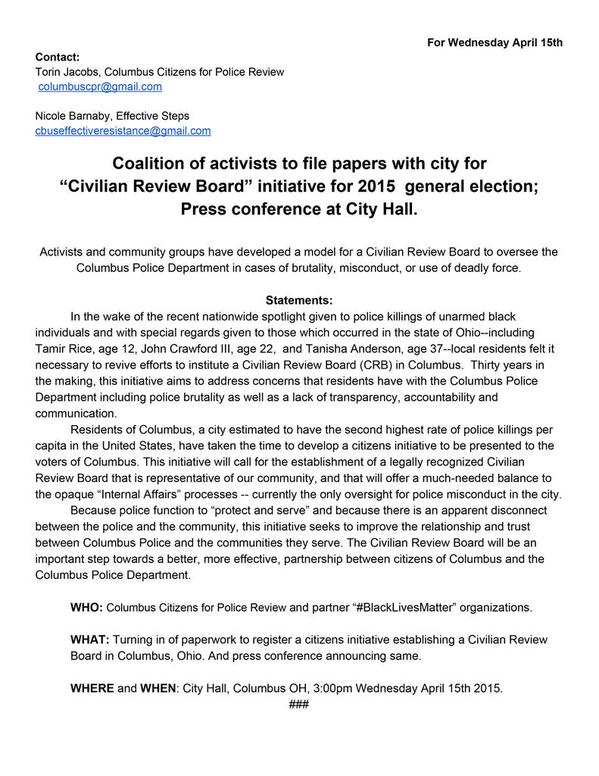 For Wednesday April 15th
Contact:
Torin Jacobs, Columbus Citizens for Police Review
columbuscpr@gmail.com
Nicole Barnaby, Effective Steps
cbuseffectiveresistance@gmail.com
Coalition of activists to file papers with city for
“Civilian Review Board” initiative for 2015 general election;
Press conference at City Hall.
Activists and community groups have developed a model for a Civilian Review Board to oversee the
Columbus Police Department in cases of brutality, misconduct, or use of deadly force.
Statements:
In the wake of the recent nationwide spotlight given to police killings of unarmed black
individuals and with special regards given to those which occurred in the state of Ohio--including
Tamir Rice, age 12, John Crawford III, age 22, and Tanisha Anderson, age 37--local residents felt it
necessary to revive efforts to institute a Civilian Review Board (CRB) in Columbus. Thirty years in
the making, this initiative aims to address concerns that residents have with the Columbus Police
Department including police brutality as well as a lack of transparency, accountability and
communication.
Residents of Columbus, a city estimated to have the second highest rate of police killings per
capita in the United States, have taken the time to develop a citizens initiative to be presented to the
voters of Columbus. This initiative will call for the establishment of a legally recognized Civilian
Review Board that is representative of our community, and that will offer a much-needed balance to
the opaque “Internal Affairs” processes -- currently the only oversight for police misconduct in the city.
Because police function to “protect and serve” and because there is an apparent disconnect
between the police and the community, this initiative seeks to improve the relationship and trust
between Columbus Police and the communities they serve. The Civilian Review Board will be an
important step towards a better, more effective, partnership between citizens of Columbus and the
Columbus Police Department.
WHO: Columbus Citizens for Police Review and partner “#BlackLivesMatter” organizations.
WHAT: Turning in of paperwork to register a citizens initiative establishing a Civilian Review
Board in Columbus, Ohio. And press conference announcing same.
WHERE and WHEN: City Hall, Columbus OH, 3:00pm Wednesday April 15th 2015.
###